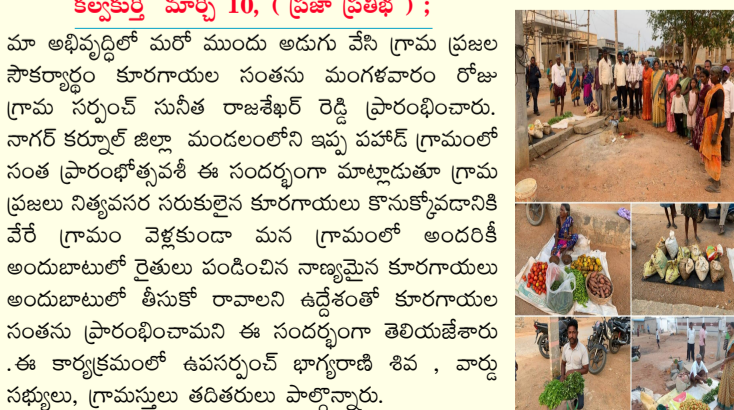 కల్వకుర్తి మార్చి 10, ( ప్రజా ప్రతిభ ) ;
మా అభివృద్ధిలో మరో ముందు అడుగు వేసి గ్రామ ప్రజల
సౌకర్యార్థం కూరగాయల సంతను మంగళవారం రోజు
గ్రామ సర్పంచ్ సునీత రాజశేఖర్ రెడ్డి ప్రారంభించారు.
నాగర్ కర్నూల్ జిల్లా మండలంలోని ఇప్ప పహాడ్ గ్రామంలో
సంత ప్రారంభోత్సవశీ ఈ సందర్భంగా మాట్లాడుతూ గ్రామ
ప్రజలు నిత్యవసర సరుకులైన కూరగాయలు కొనుక్కోవడానికి
వేరే గ్రామం వెళ్లకుండా మన గ్రామంలో అందరికీ
అందుబాటులో రైతులు పండించిన నాణ్యమైన కూరగాయలు
అందుబాటులో తీసుకో రావాలని ఉద్దేశంతో కూరగాయల
సంతను ప్రారంభించామని ఈ సందర్భంగా తెలియజేశారు
.ఈ కార్యక్రమంలో ఉపసర్పంచ్ భాగ్యరాణి శివ , వార్డు
సభ్యులు, గ్రామస్తులు తదితరులు పాల్గొన్నారు.